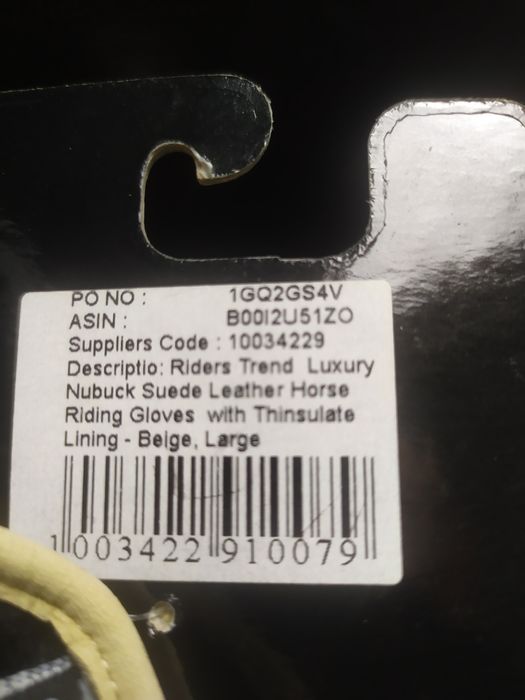 PO NO : 1GQ2GS4V
ASIN : B00I2U51ZO
Suppliers Code : 10034229
Descriptio: Riders Trend Luxury
Nubuck Suede Leather Horse
Riding Gloves with Thinsulate
Lining - Beige, Large
1003422910079